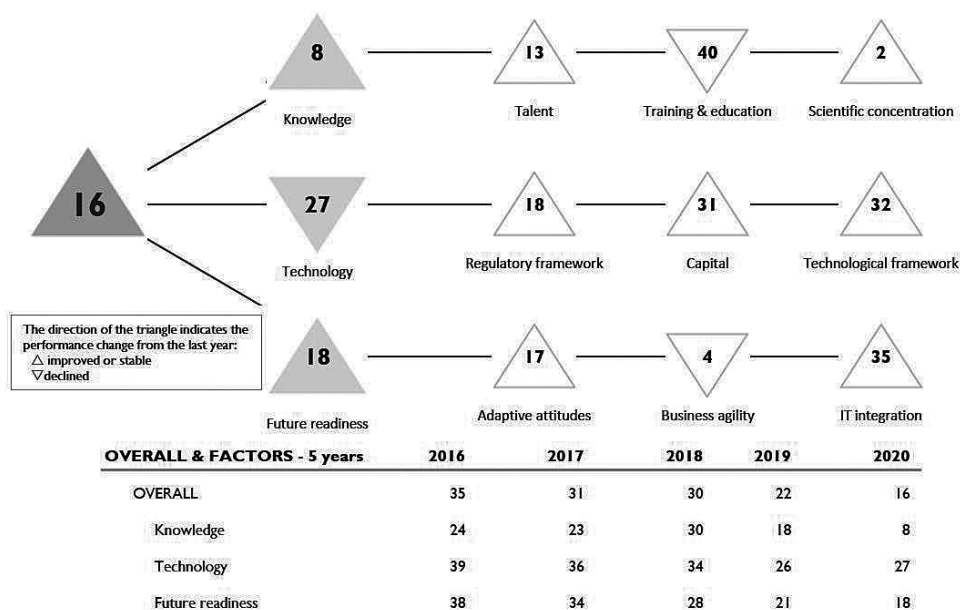 8 13 40 2
Knowledge Talent Training & education Scientific concentration
16 27 18 31 32
Technology Regulatory framework Capital Technological framework
The direction of the triangle indicates the
performance change from the last year:
△ improved or stable
▽declined
18 17 4 35
Future readiness Adaptive attitudes Business agility IT integration
OVERALL & FACTORS - 5 years 2016 2017 2018 2019 2020
OVERALL 35 31 30 22 16
Knowledge 24 23 30 18 8
Technology 39 36 34 26 27
Future readiness 38 34 28 21 18